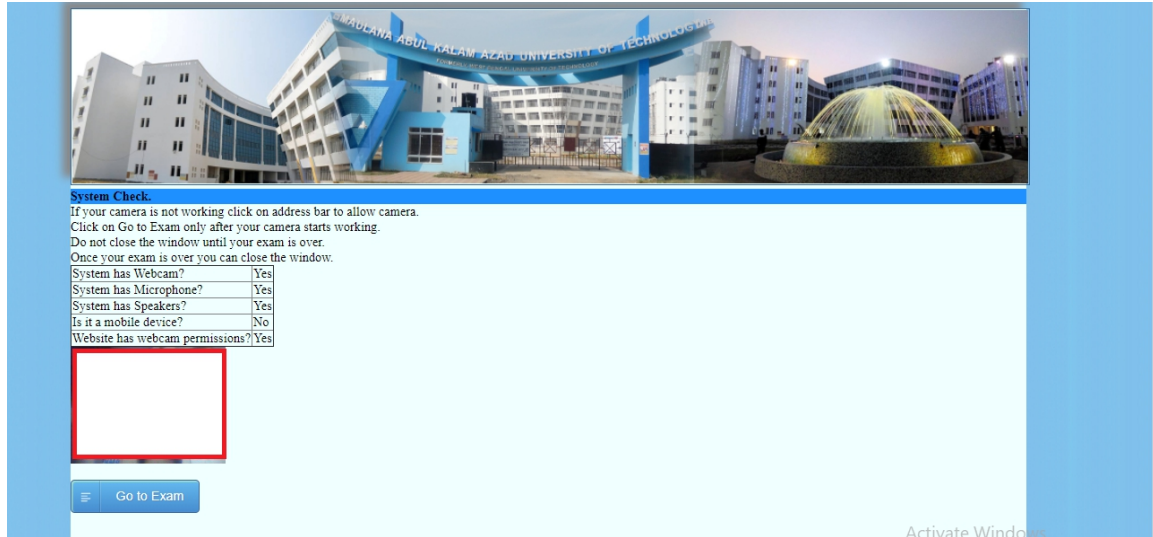 MAULANA ABUL KALAM AZAD UNIVERSITY OF TECHNOLOGY
System Check.
If your camera is not working click on address bar to allow camera.
Click on Go to Exam only after your camera starts working.
Do not close the window until your exam is over.
Once your exam is over you can close the window.
System has Webcam? Yes
System has Microphone? Yes
System has Speakers? Yes
Is it a mobile device? No
Website has webcam permissions? Yes
Go to Exam
Activate Windows